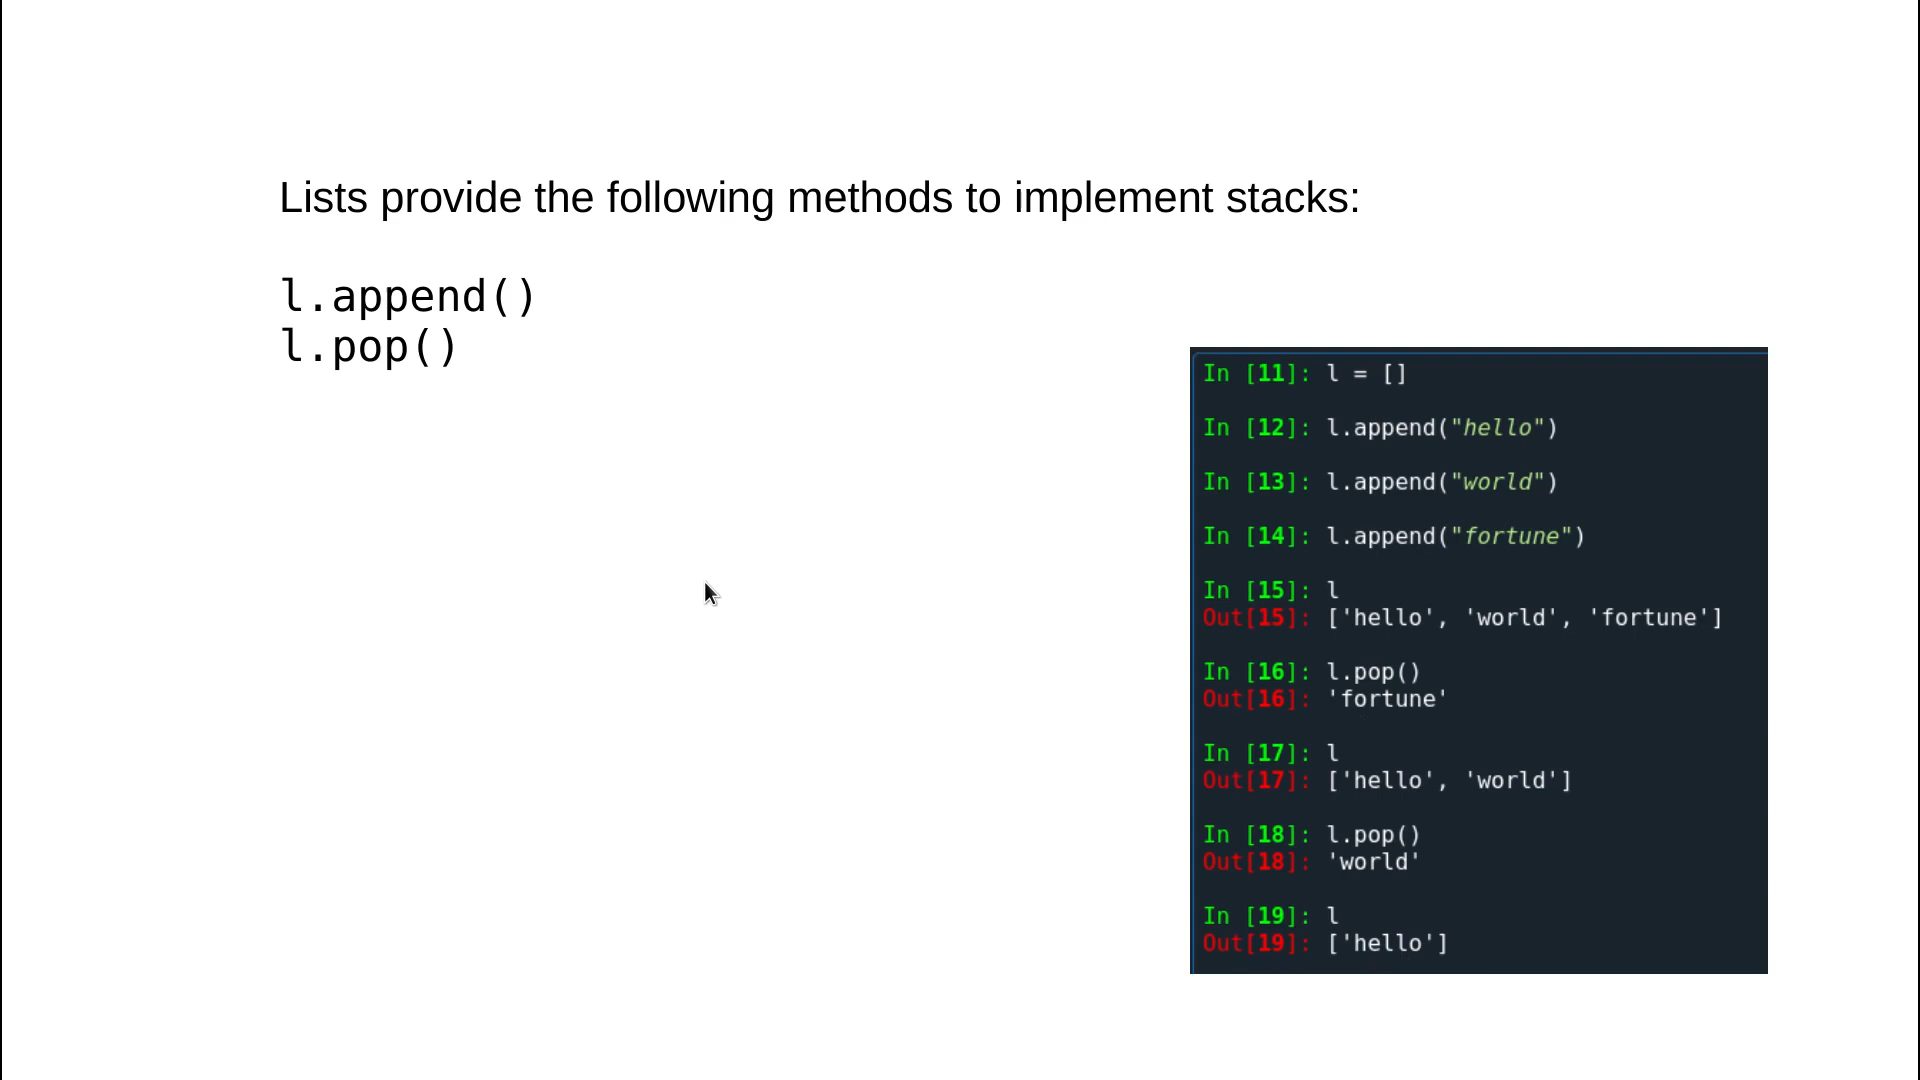 Lists provide the following methods to implement stacks:
l.append()
l.pop()
In [11]: l = []
In [12]: l.append("hello")
In [13]: l.append("world")
In [14]: l.append("fortune")
In [15]: l
Out[15]: ['hello', 'world', 'fortune']
In [16]: l.pop()
Out[16]: 'fortune'
In [17]: l
Out[17]: ['hello', 'world']
In [18]: l.pop()
Out[18]: 'world'
In [19]: l
Out[19]: ['hello']